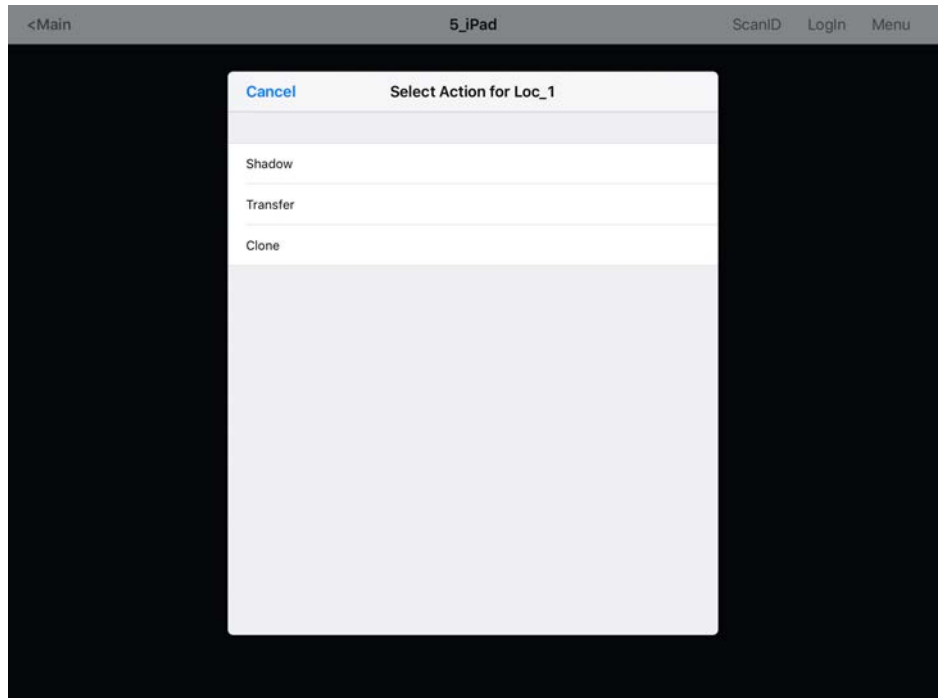 <Main 5_iPad ScanID LogIn Menu
Cancel Select Action for Loc_1
Shadow
Transfer
Clone